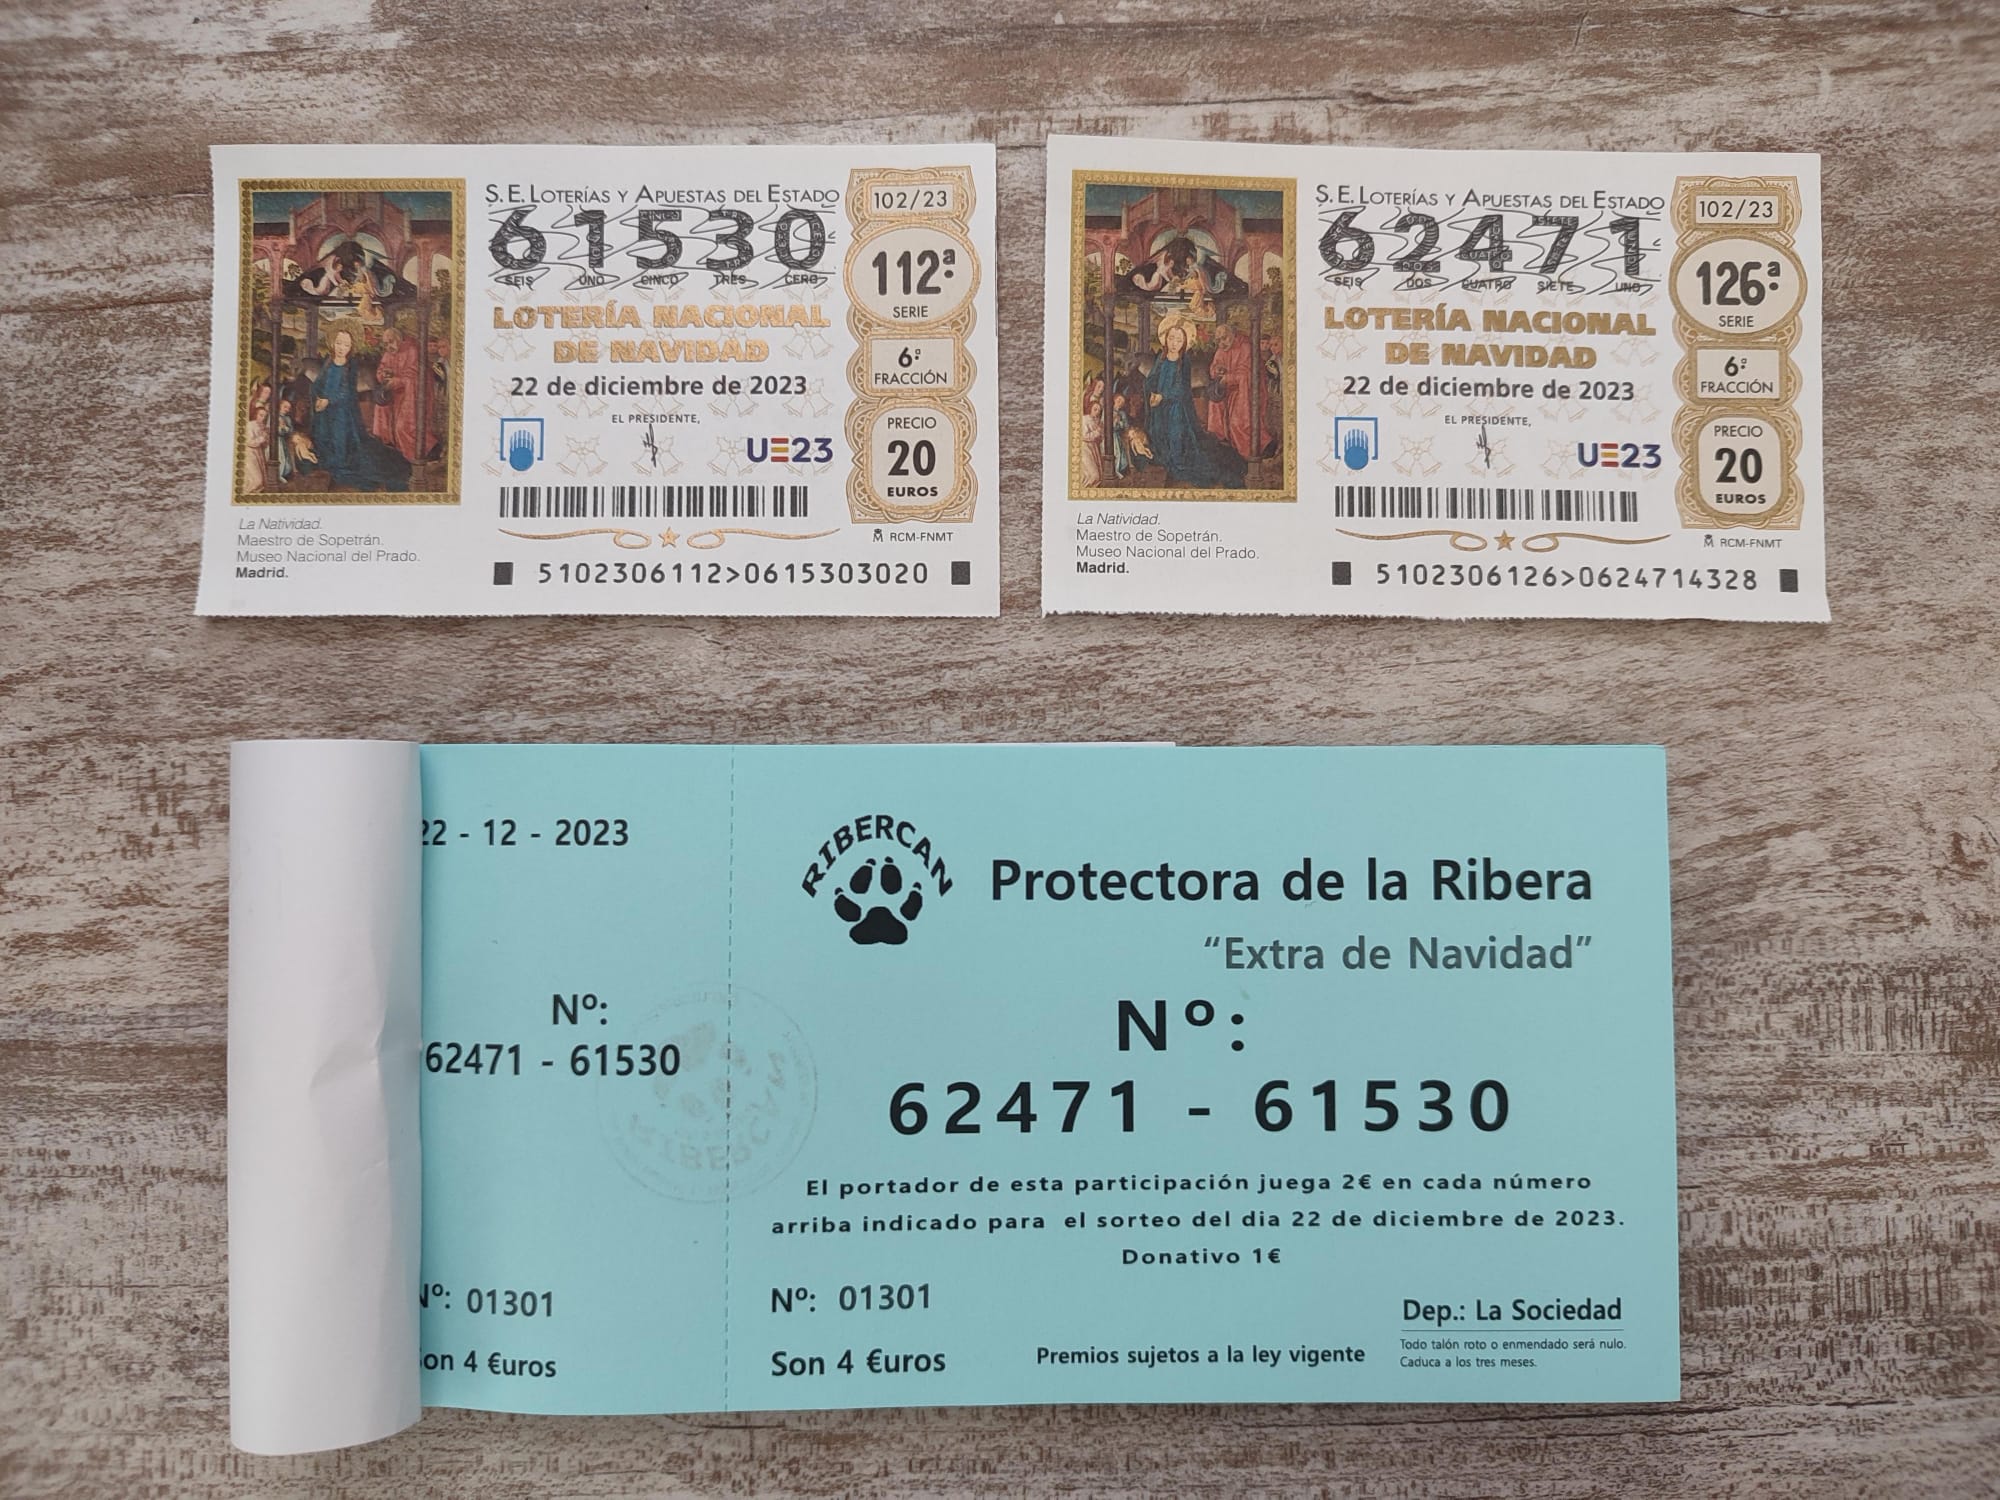 S.E. LOTERÍAS Y APUESTAS DEL ESTADO
61530
SEIS UNO CINCO TRES CERO
LOTERÍA NACIONAL
DE NAVIDAD
22 de diciembre de 2023
EL PRESIDENTE,
UE23
102/23
112ª
SERIE
6ª
FRACCIÓN
PRECIO
20
EUROS
RCM-FNMT
La Natividad.
Maestro de Sopetrán.
Museo Nacional del Prado.
Madrid.
5102306112>0615303020
S.E. LOTERÍAS Y APUESTAS DEL ESTADO
62471
SEIS DOS CUATRO SIETE UNO
LOTERÍA NACIONAL
DE NAVIDAD
22 de diciembre de 2023
EL PRESIDENTE,
UE23
102/23
126ª
SERIE
6ª
FRACCIÓN
PRECIO
20
EUROS
RCM-FNMT
La Natividad.
Maestro de Sopetrán.
Museo Nacional del Prado.
Madrid.
5102306126>0624714328
22 - 12 - 2023
Nº:
62471 - 61530
Nº: 01301
on 4 €uros
RIBERCAN
RIBERCAN
Protectora de la Ribera
“Extra de Navidad”
Nº:
62471 - 61530
El portador de esta participación juega 2€ en cada número
arriba indicado para el sorteo del dia 22 de diciembre de 2023.
Donativo 1€
Nº: 01301
Son 4 €uros
Premios sujetos a la ley vigente
Dep.: La Sociedad
Todo talón roto o enmendado será nulo.
Caduca a los tres meses.